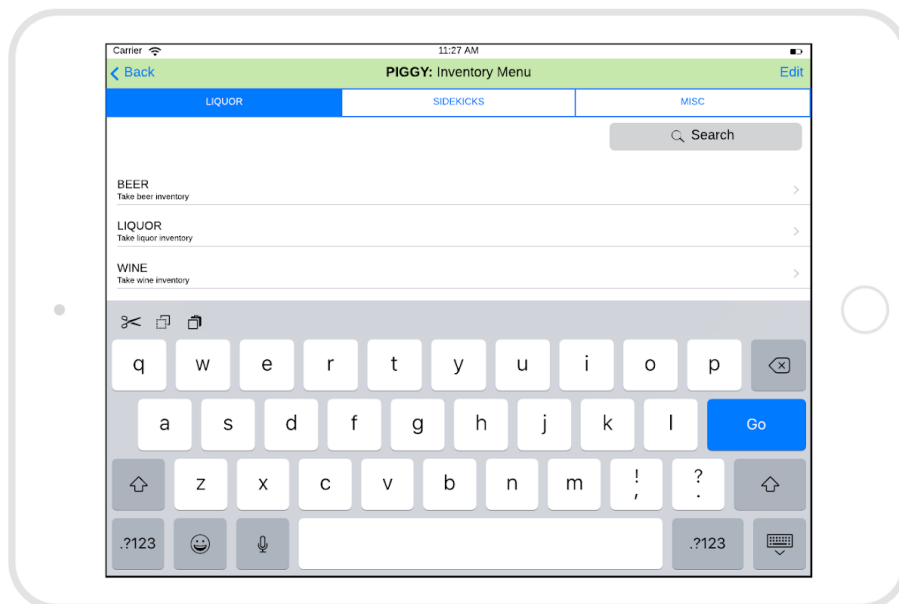 Carrier 11:27 AM
Back PIGGY: Inventory Menu Edit
LIQUOR SIDEKICKS MISC
Search
BEER
Take beer inventory
LIQUOR
Take liquor inventory
WINE
Take wine inventory
q w e r t y u i o p
a s d f g h j k l Go
z x c v b n m ! , ? .
.?123 .?123